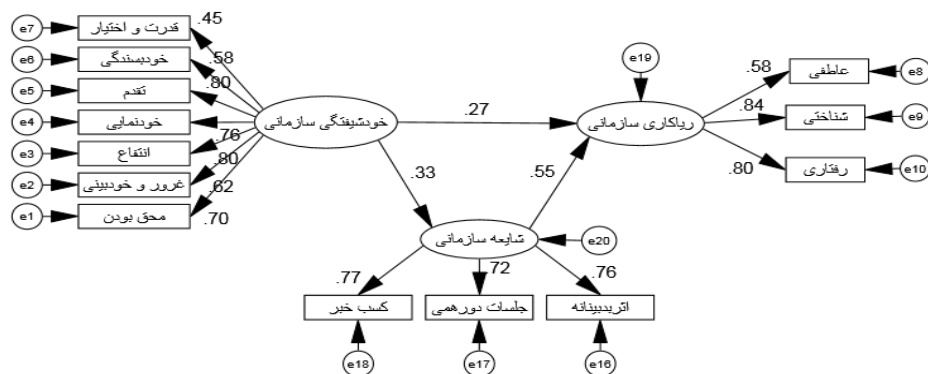 e7
قدرت و اختیار
.45
e6
خودبسندگی
.58
e5
تقدم
.80
e4
خودنمایی
.76
e3
انتفاع
.80
e2
غرور و خودبینی
.62
e1
محق بودن
.70
خودشیفتگی سازمانی
.27
.33
e19
ریاکاری سازمانی
.55
.58
عاطفی
e8
.84
شناختی
e9
.80
رفتاری
e10
شایعه سازمانی
e20
.77
.72
.76
کسب خبر
جلسات دورهمی
اثربدبینانه
e18
e17
e16